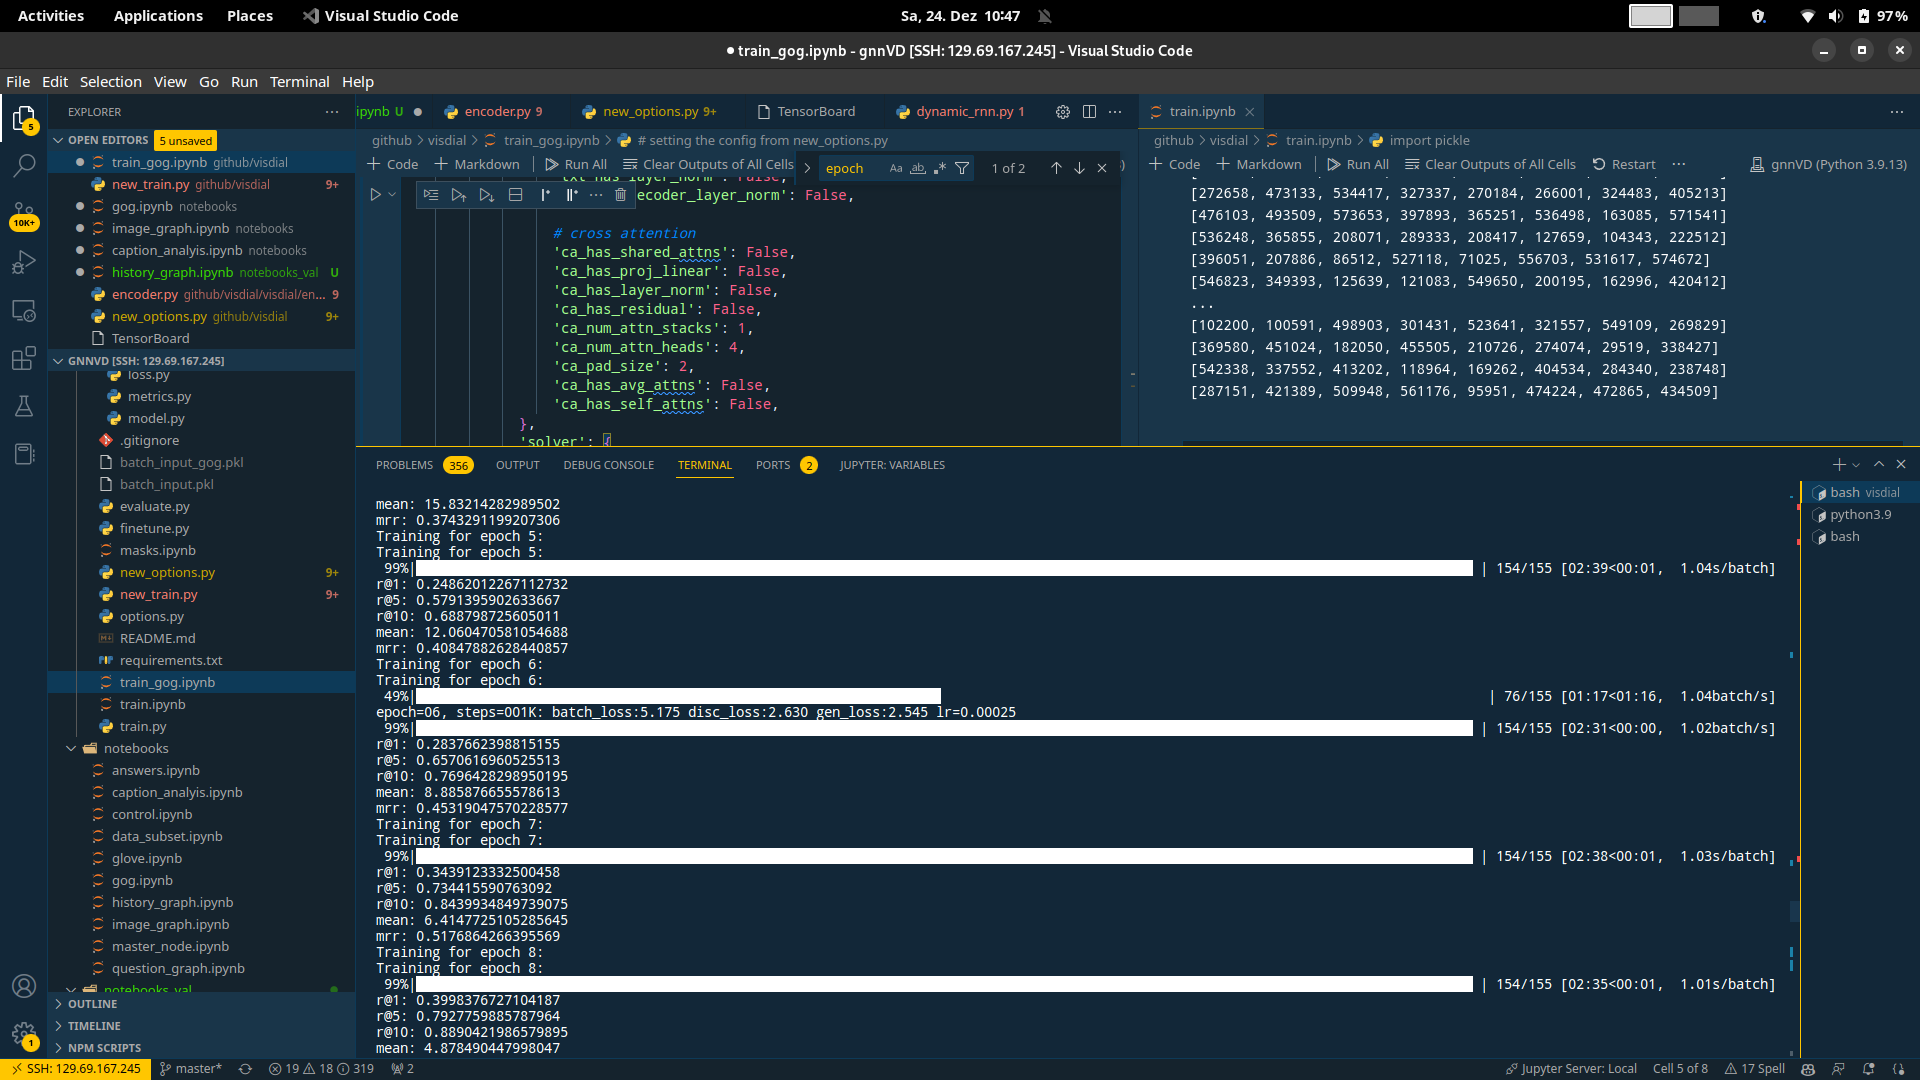 Activities Applications Places Visual Studio Code Sa, 24. Dez 10:47 97 %
● train_gog.ipynb - gnnVD [SSH: 129.69.167.245] - Visual Studio Code
File Edit Selection View Go Run Terminal Help
EXPLORER
OPEN EDITORS 5 unsaved
train_gog.ipynb github/visdial
new_train.py github/visdial 9+
gog.ipynb notebooks
image_graph.ipynb notebooks
caption_analyis.ipynb notebooks
history_graph.ipynb notebooks_val U
encoder.py github/visdial/visdial/en... 9
new_options.py github/visdial 9+
TensorBoard
GNNVD [SSH: 129.69.167.245]
loss.py
metrics.py
model.py
.gitignore
batch_input_gog.pkl
batch_input.pkl
evaluate.py
finetune.py
masks.ipynb
new_options.py 9+
new_train.py 9+
options.py
README.md
requirements.txt
train_gog.ipynb
train.ipynb
train.py
notebooks
answers.ipynb
caption_analyis.ipynb
control.ipynb
data_subset.ipynb
glove.ipynb
gog.ipynb
history_graph.ipynb
image_graph.ipynb
master_node.ipynb
question_graph.ipynb
notebooks_val
OUTLINE
TIMELINE
NPM SCRIPTS
5
10K+
1
ipynb U encoder.py 9 new_options.py 9+ TensorBoard dynamic_rnn.py 1
github > visdial > train_gog.ipynb > # setting the config from new_options.py
+ Code + Markdown Run All Clear Outputs of All Cells
epoch Aa ab 1 of 2
'txt_has_layer_norm': False,
ecoder_layer_norm': False,
# cross attention
'ca_has_shared_attns': False,
'ca_has_proj_linear': False,
'ca_has_layer_norm': False,
'ca_has_residual': False,
'ca_num_attn_stacks': 1,
'ca_num_attn_heads': 4,
'ca_pad_size': 2,
'ca_has_avg_attns': False,
'ca_has_self_attns': False,
},
'solver': {
train.ipynb
github > visdial > train.ipynb > import pickle
+ Code + Markdown Run All Clear Outputs of All Cells Restart ... gnnVD (Python 3.9.13)
[272658, 473133, 534417, 327337, 270184, 266001, 324483, 405213]
[476103, 493509, 573653, 397893, 365251, 536498, 163085, 571541]
[536248, 365855, 208071, 289333, 208417, 127659, 104343, 222512]
[396051, 207886, 86512, 527118, 71025, 556703, 531617, 574672]
[546823, 349393, 125639, 121083, 549650, 200195, 162996, 420412]
...
[102200, 100591, 498903, 301431, 523641, 321557, 549109, 269829]
[369580, 451024, 182050, 455505, 210726, 274074, 29519, 338427]
[542338, 337552, 413202, 118964, 169262, 404534, 284340, 238748]
[287151, 421389, 509948, 561176, 95951, 474224, 472865, 434509]
PROBLEMS 356 OUTPUT DEBUG CONSOLE TERMINAL PORTS 2 JUPYTER: VARIABLES
mean: 15.83214282989502
mrr: 0.3743291199207306
Training for epoch 5:
Training for epoch 5:
99%| | 154/155 [02:39<00:01, 1.04s/batch]
r@1: 0.24862012267112732
r@5: 0.5791395902633667
r@10: 0.688798725605011
mean: 12.060470581054688
mrr: 0.40847882628440857
Training for epoch 6:
Training for epoch 6:
49%| | 76/155 [01:17<01:16, 1.04batch/s]
epoch=06, steps=001K: batch_loss:5.175 disc_loss:2.630 gen_loss:2.545 lr=0.00025
99%| | 154/155 [02:31<00:00, 1.02batch/s]
r@1: 0.2837662398815155
r@5: 0.6570616960525513
r@10: 0.7696428298950195
mean: 8.885876655578613
mrr: 0.45319047570228577
Training for epoch 7:
Training for epoch 7:
99%| | 154/155 [02:38<00:01, 1.03s/batch]
r@1: 0.3439123332500458
r@5: 0.734415590763092
r@10: 0.8439934849739075
mean: 6.4147725105285645
mrr: 0.5176864266395569
Training for epoch 8:
Training for epoch 8:
99%| | 154/155 [02:35<00:01, 1.01s/batch]
r@1: 0.3998376727104187
r@5: 0.7927759885787964
r@10: 0.8890421986579895
mean: 4.878490447998047
bash visdial
python3.9
bash
SSH: 129.69.167.245 master* 19 18 319 2 Jupyter Server: Local Cell 5 of 8 17 Spell